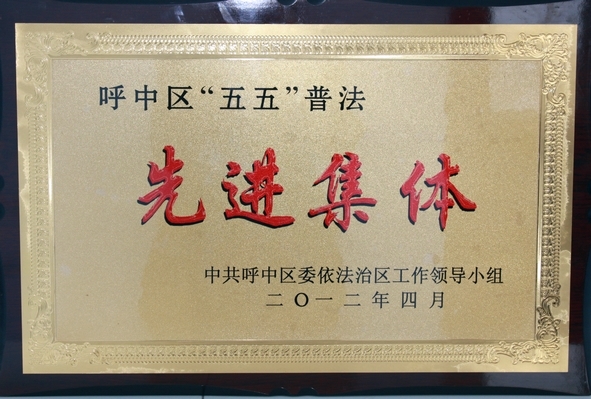 呼中区“五五”普法
先进集体
中共呼中区委依法治区工作领导小组
二〇一二年四月